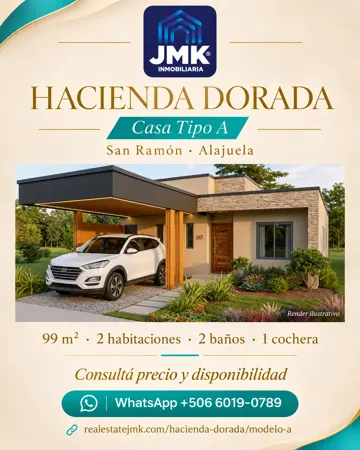 JMK®
INMOBILIARIA
HACIENDA DORADA
Casa Tipo A
San Ramón · Alajuela
Render ilustrativo
99 m² · 2 habitaciones · 2 baños · 1 cochera
Consultá precio y disponibilidad
WhatsApp +506 6019-0789
realestatejmk.com/hacienda-dorada/modelo-a